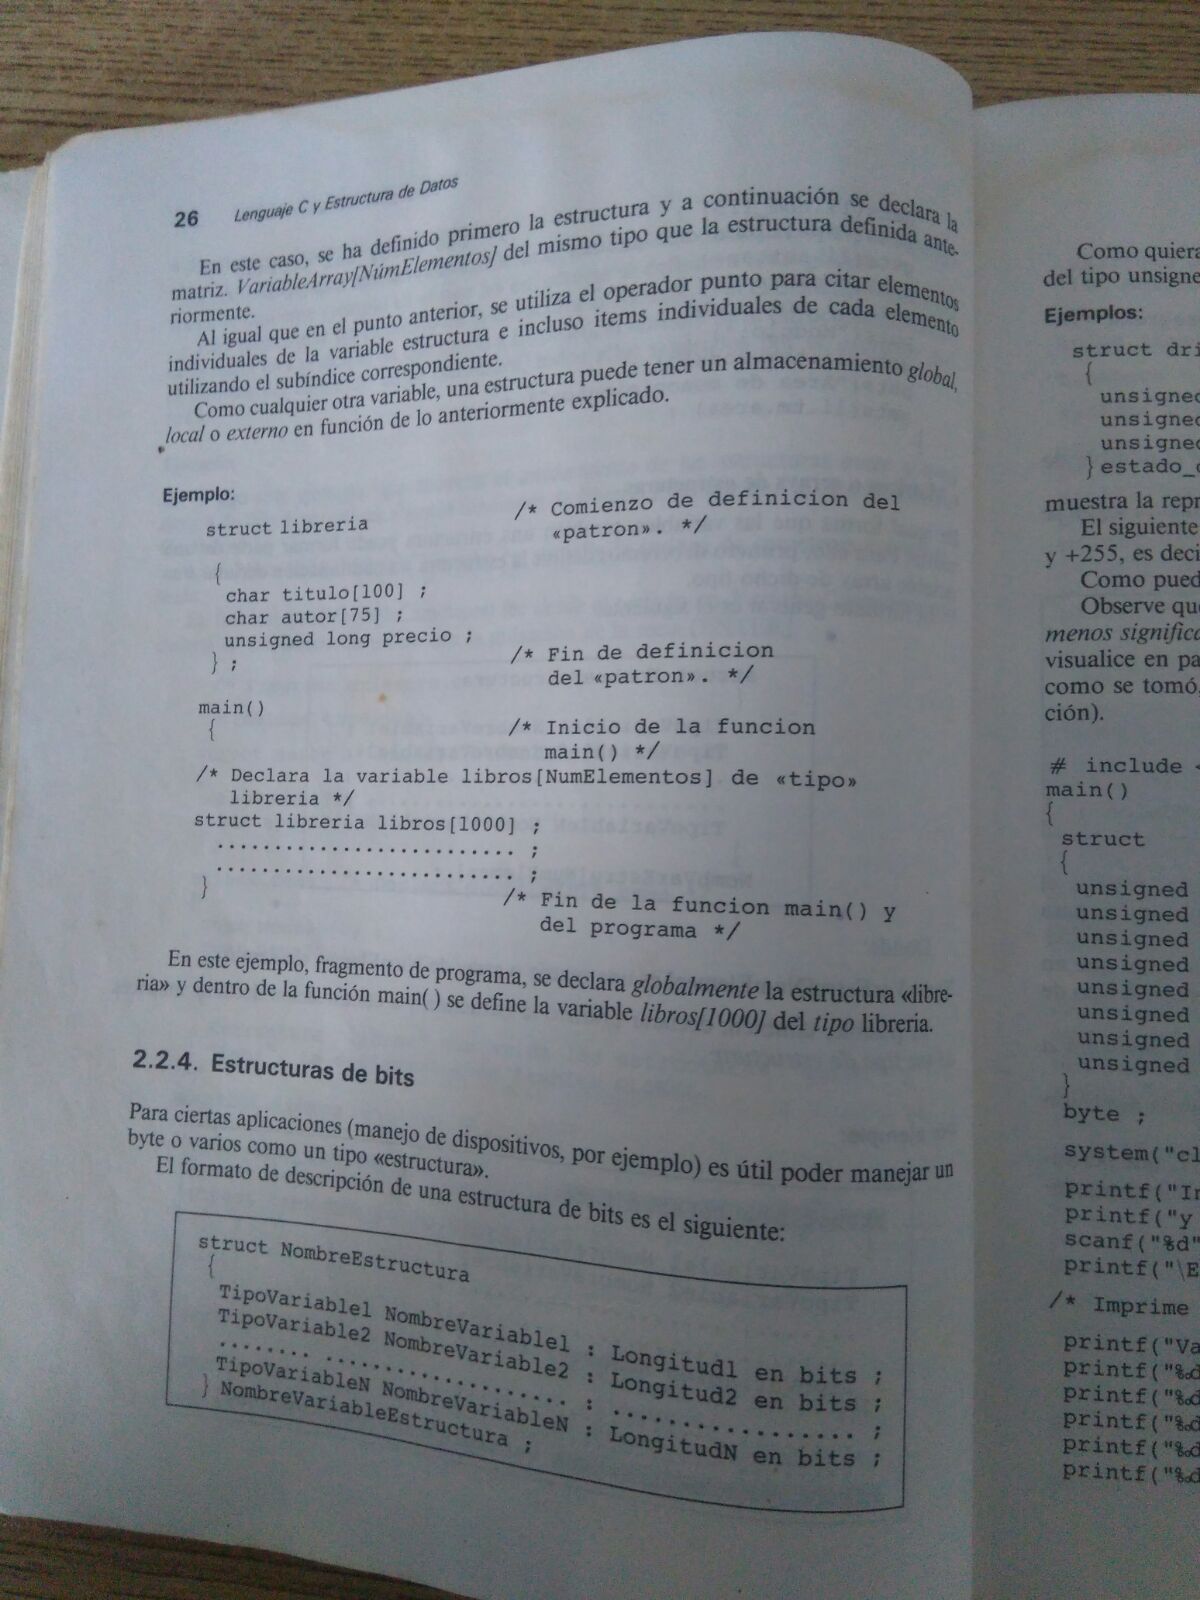 26 Lenguaje C y Estructura de Datos
En este caso, se ha definido primero la estructura y a continuación se declara la
matriz. VariableArray[NúmElementos] del mismo tipo que la estructura definida ante-
riormente.
Al igual que en el punto anterior, se utiliza el operador punto para citar elementos
individuales de la variable estructura e incluso items individuales de cada elemento
utilizando el subíndice correspondiente.
Como cualquier otra variable, una estructura puede tener un almacenamiento global,
local o externo en función de lo anteriormente explicado.
Ejemplo:
struct libreria /* Comienzo de definicion del
«patron». */
{
char titulo[100] ;
char autor[75] ;
unsigned long precio ;
} ; /* Fin de definicion
del «patron». */
main()
{ /* Inicio de la funcion
main() */
/* Declara la variable libros[NumElementos] de «tipo»
libreria */
struct libreria libros[1000] ;
.......................... ;
.......................... ;
} /* Fin de la funcion main() y
del programa */
En este ejemplo, fragmento de programa, se declara globalmente la estructura «libre-
ria» y dentro de la función main( ) se define la variable libros[1000] del tipo libreria.
2.2.4. Estructuras de bits
Para ciertas aplicaciones (manejo de dispositivos, por ejemplo) es útil poder manejar un
byte o varios como un tipo «estructura».
El formato de descripción de una estructura de bits es el siguiente:
struct NombreEstructura
{
TipoVariable1 NombreVariable1 : Longitud1 en bits ;
TipoVariable2 NombreVariable2 : Longitud2 en bits ;
........ ..................... : .................. ;
TipoVariableN NombreVariableN : LongitudN en bits ;
} NombreVariableEstructura ;
Como quiera
del tipo unsigne
Ejemplos:
struct dri
{
unsigned
unsigned
unsigned
} estado_
muestra la repr
El siguiente
y +255, es deci
Como pued
Observe que
menos significa
visualice en pa
como se tomó,
ción).
# include <
main()
{
struct
{
unsigned
unsigned
unsigned
unsigned
unsigned
unsigned
unsigned
unsigned
}
byte ;
system("cl
printf("In
printf("y
scanf("%d"
printf("\E
/* Imprime
printf("Va
printf("%d
printf("%d
printf("%d
printf("%d
printf("%d